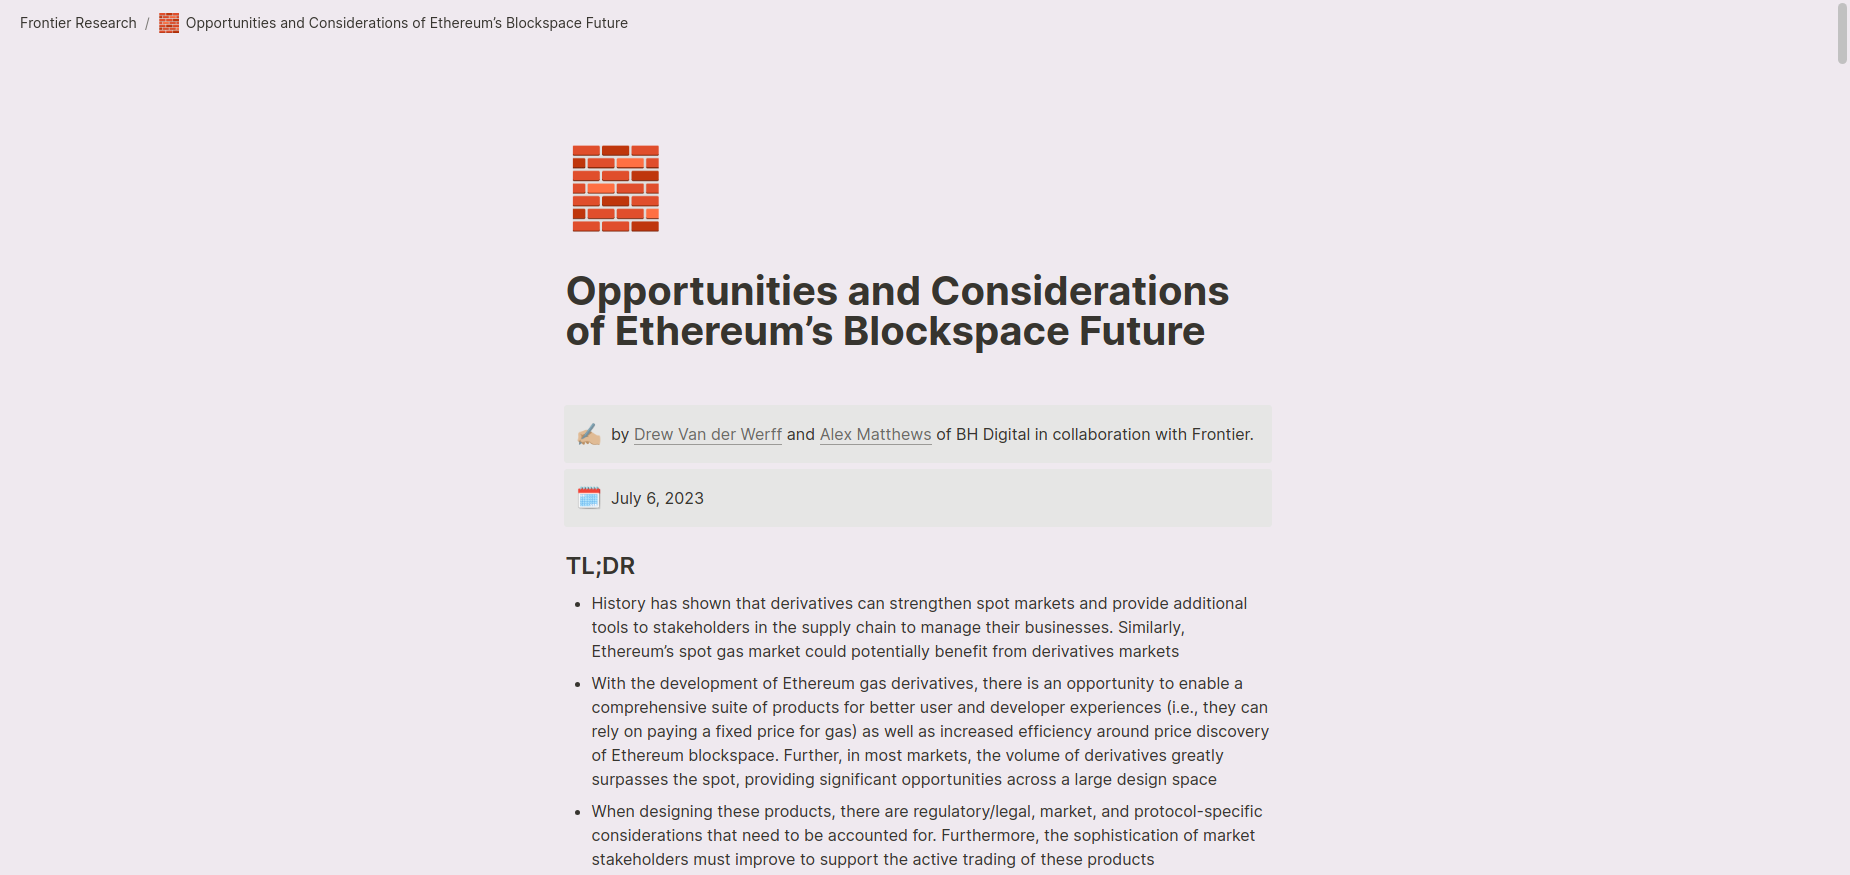 Frontier Research / Opportunities and Considerations of Ethereum’s Blockspace Future
Opportunities and Considerations
of Ethereum’s Blockspace Future
by Drew Van der Werff and Alex Matthews of BH Digital in collaboration with Frontier.
July 6, 2023
TL;DR
• History has shown that derivatives can strengthen spot markets and provide additional
tools to stakeholders in the supply chain to manage their businesses. Similarly,
Ethereum’s spot gas market could potentially benefit from derivatives markets
• With the development of Ethereum gas derivatives, there is an opportunity to enable a
comprehensive suite of products for better user and developer experiences (i.e., they can
rely on paying a fixed price for gas) as well as increased efficiency around price discovery
of Ethereum blockspace. Further, in most markets, the volume of derivatives greatly
surpasses the spot, providing significant opportunities across a large design space
• When designing these products, there are regulatory/legal, market, and protocol-specific
considerations that need to be accounted for. Furthermore, the sophistication of market
stakeholders must improve to support the active trading of these products